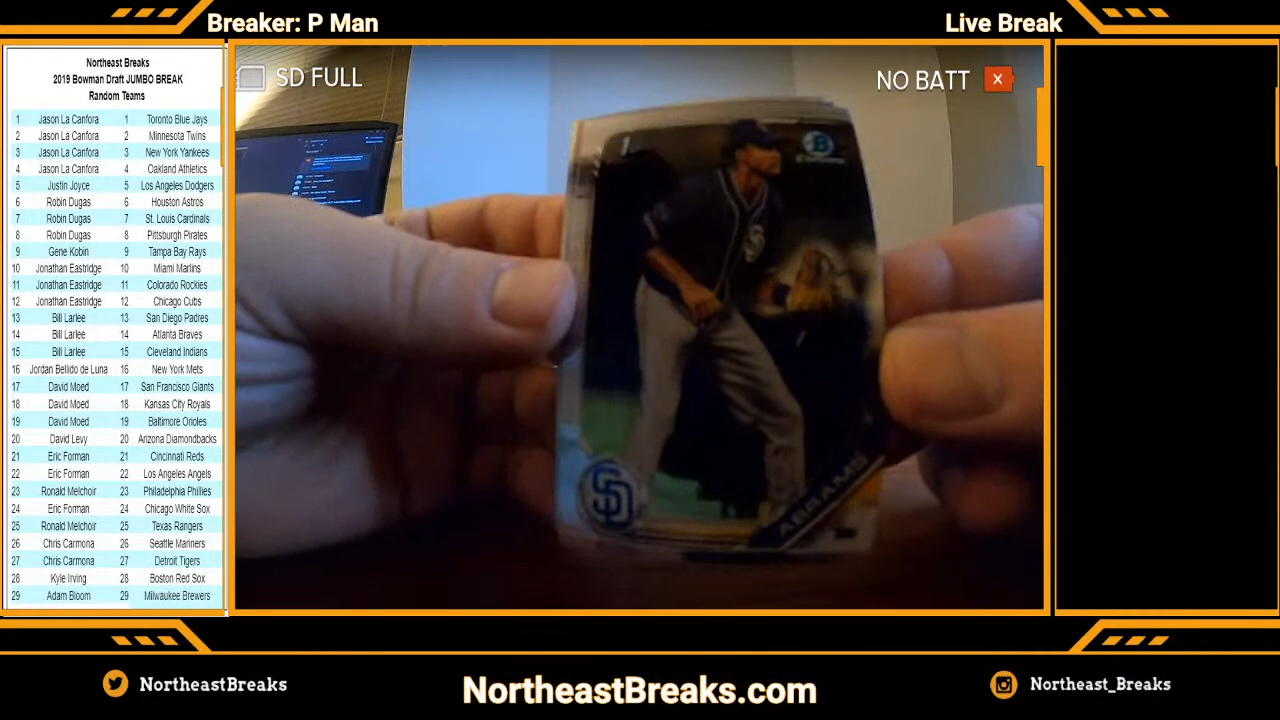 Breaker: P Man
Live Break
Northeast Breaks
2019 Bowman Draft JUMBO BREAK
Random Teams
1 Jason La Canfora 1 Toronto Blue Jays
2 Jason La Canfora 2 Minnesota Twins
3 Jason La Canfora 3 New York Yankees
4 Jason La Canfora 4 Oakland Athletics
5 Justin Joyce 5 Los Angeles Dodgers
6 Robin Dugas 6 Houston Astros
7 Robin Dugas 7 St. Louis Cardinals
8 Robin Dugas 8 Pittsburgh Pirates
9 Gene Kobin 9 Tampa Bay Rays
10 Jonathan Eastridge 10 Miami Marlins
11 Jonathan Eastridge 11 Colorado Rockies
12 Jonathan Eastridge 12 Chicago Cubs
13 Bill Larlee 13 San Diego Padres
14 Bill Larlee 14 Atlanta Braves
15 Bill Larlee 15 Cleveland Indians
16 Jordan Bellido de Luna 16 New York Mets
17 David Moed 17 San Francisco Giants
18 David Moed 18 Kansas City Royals
19 David Moed 19 Baltimore Orioles
20 David Levy 20 Arizona Diamondbacks
21 Eric Forman 21 Cincinnati Reds
22 Eric Forman 22 Los Angeles Angels
23 Ronald Melchoir 23 Philadelphia Phillies
24 Eric Forman 24 Chicago White Sox
25 Ronald Melchoir 25 Texas Rangers
26 Chris Carmona 26 Seattle Mariners
27 Chris Carmona 27 Detroit Tigers
28 Kyle Irving 28 Boston Red Sox
29 Adam Bloom 29 Milwaukee Brewers
SD FULL
NO BATT
B
SD
SD
ABRAMS
NortheastBreaks
NortheastBreaks.com
Northeast_Breaks